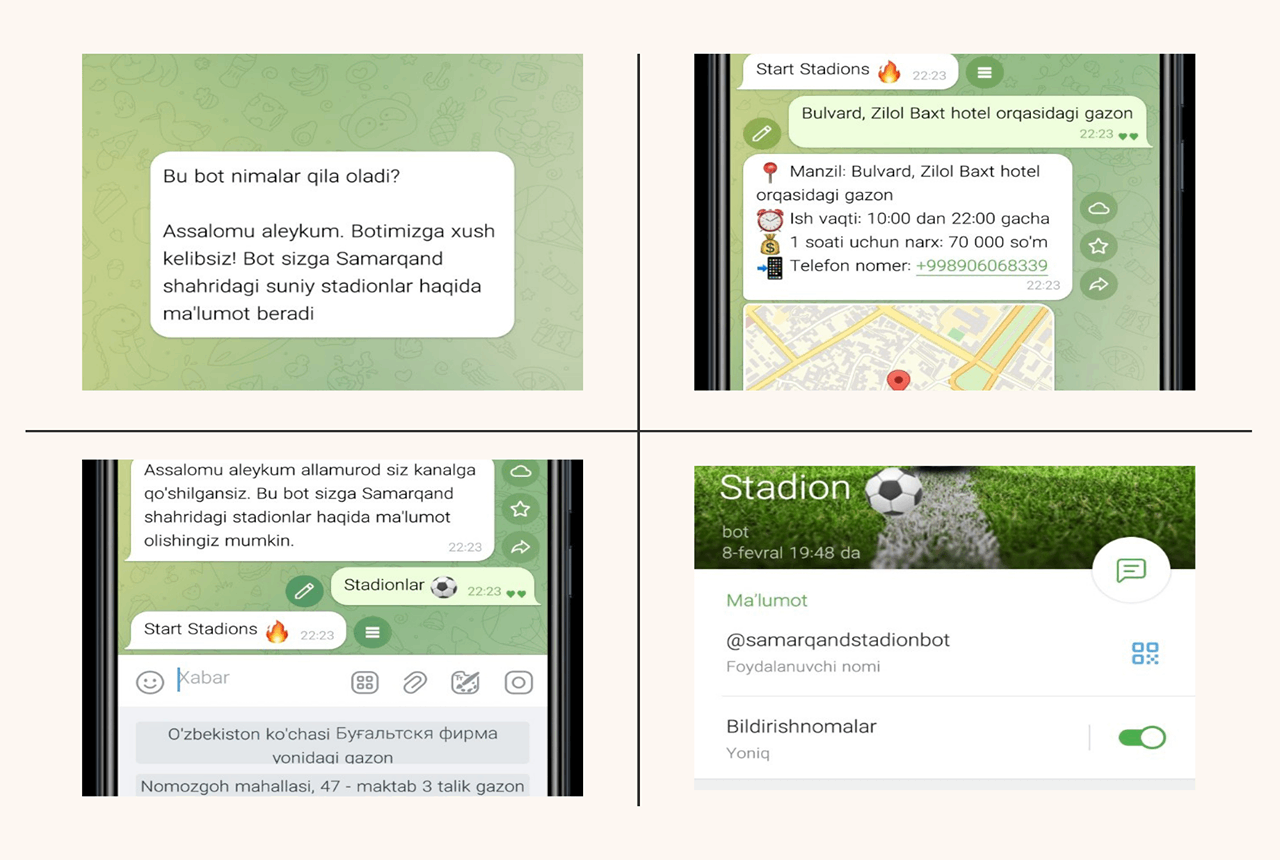 Bu bot nimalar qila oladi?
Assalomu aleykum. Botimizga xush
kelibsiz! Bot sizga Samarqand
shahridagi suniy stadionlar haqida
ma'lumot beradi
Start Stadions 🔥 22:23
Bulvard, Zilol Baxt hotel orqasidagi gazon
22:23
📍 Manzil: Bulvard, Zilol Baxt hotel
orqasidagi gazon
⏰ Ish vaqti: 10:00 dan 22:00 gacha
💰 1 soati uchun narx: 70 000 so'm
📲 Telefon nomer: +998906068339
22:23
Assalomu aleykum allamurod siz kanalga
qo'shilgansiz. Bu bot sizga Samarqand
shahridagi stadionlar haqida ma'lumot
olishingiz mumkin.
22:23
Stadionlar ⚽ 22:23
Start Stadions 🔥 22:23
Xabar
O'zbekiston ko'chasi Буғальтскя фирма
yonidagi gazon
Nomozgoh mahallasi, 47 - maktab 3 talik gazon
Stadion ⚽
bot
8-fevral 19:48 da
Ma'lumot
@samarqandstadionbot
Foydalanuvchi nomi
Bildirishnomalar
Yoniq